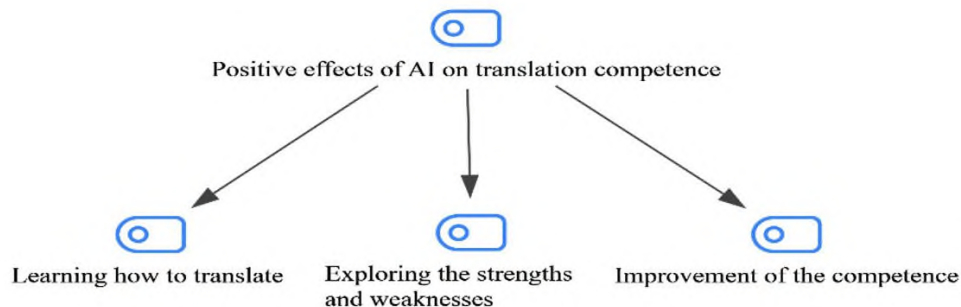 Positive effects of AI on translation competence
Learning how to translate
Exploring the strengths
and weaknesses
Improvement of the competence